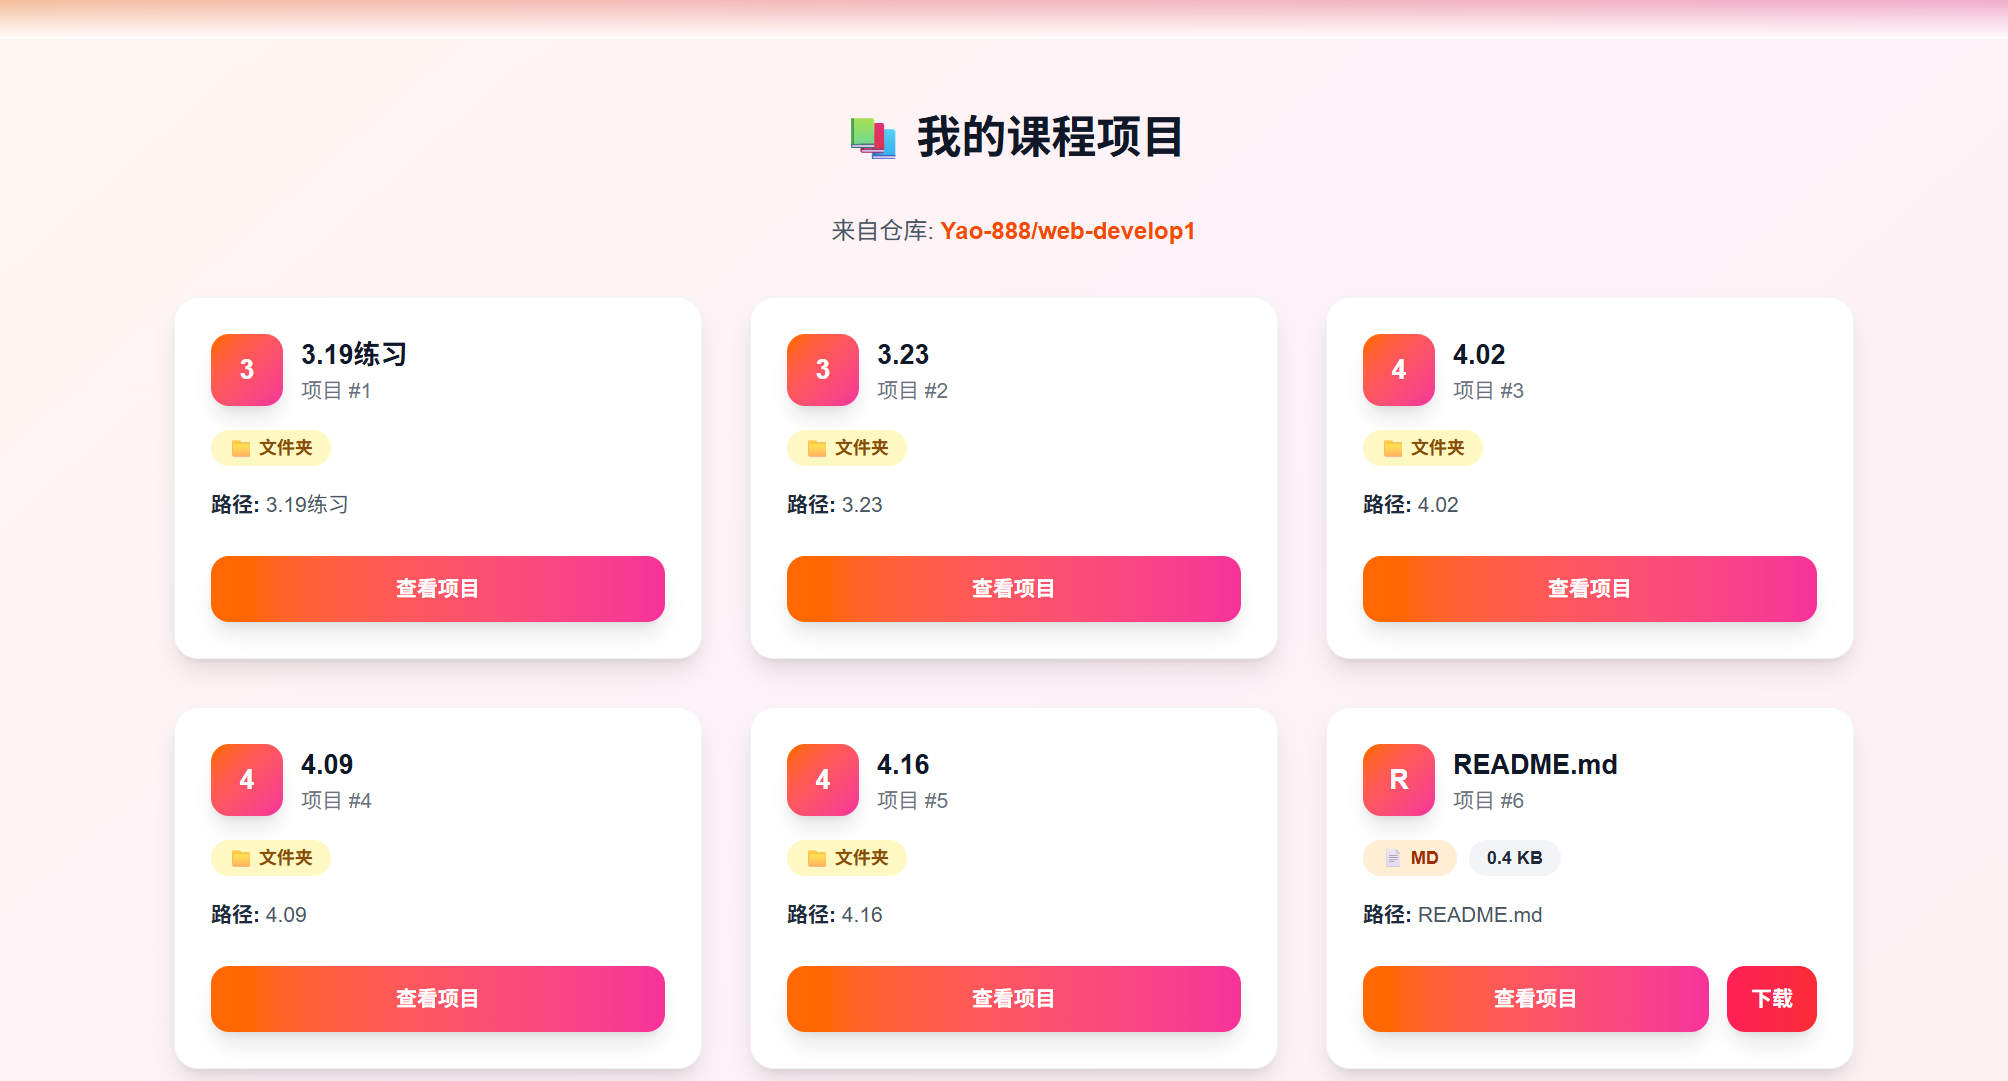 📚 我的课程项目
来自仓库: Yao-888/web-develop1
3
3.19练习
项目 #1
📁 文件夹
路径: 3.19练习
查看项目
3
3.23
项目 #2
📁 文件夹
路径: 3.23
查看项目
4
4.02
项目 #3
📁 文件夹
路径: 4.02
查看项目
4
4.09
项目 #4
📁 文件夹
路径: 4.09
查看项目
4
4.16
项目 #5
📁 文件夹
路径: 4.16
查看项目
R
README.md
项目 #6
📄 MD 0.4 KB
路径: README.md
查看项目 下载